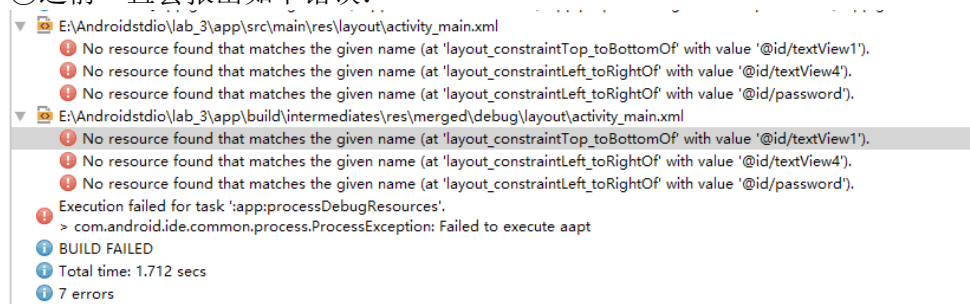 E:\Androidstdio\lab_3\app\src\main\res\layout\activity_main.xml
No resource found that matches the given name (at 'layout_constraintTop_toBottomOf' with value '@id/textView1').
No resource found that matches the given name (at 'layout_constraintLeft_toRightOf' with value '@id/textView4').
No resource found that matches the given name (at 'layout_constraintLeft_toRightOf' with value '@id/password').
E:\Androidstdio\lab_3\app\build\intermediates\res\merged\debug\layout\activity_main.xml
No resource found that matches the given name (at 'layout_constraintTop_toBottomOf' with value '@id/textView1').
No resource found that matches the given name (at 'layout_constraintLeft_toRightOf' with value '@id/textView4').
No resource found that matches the given name (at 'layout_constraintLeft_toRightOf' with value '@id/password').
Execution failed for task ':app:processDebugResources'.
> com.android.ide.common.process.ProcessException: Failed to execute aapt
BUILD FAILED
Total time: 1.712 secs
7 errors